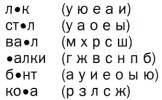 л•к (у ю е а и)
ст•л (у а о е ы)
ва•л (м х р с ш)
•алки (г ж в с н п б)
б•нт (а у и е о ы ю)
ко•а (р з л с ж)